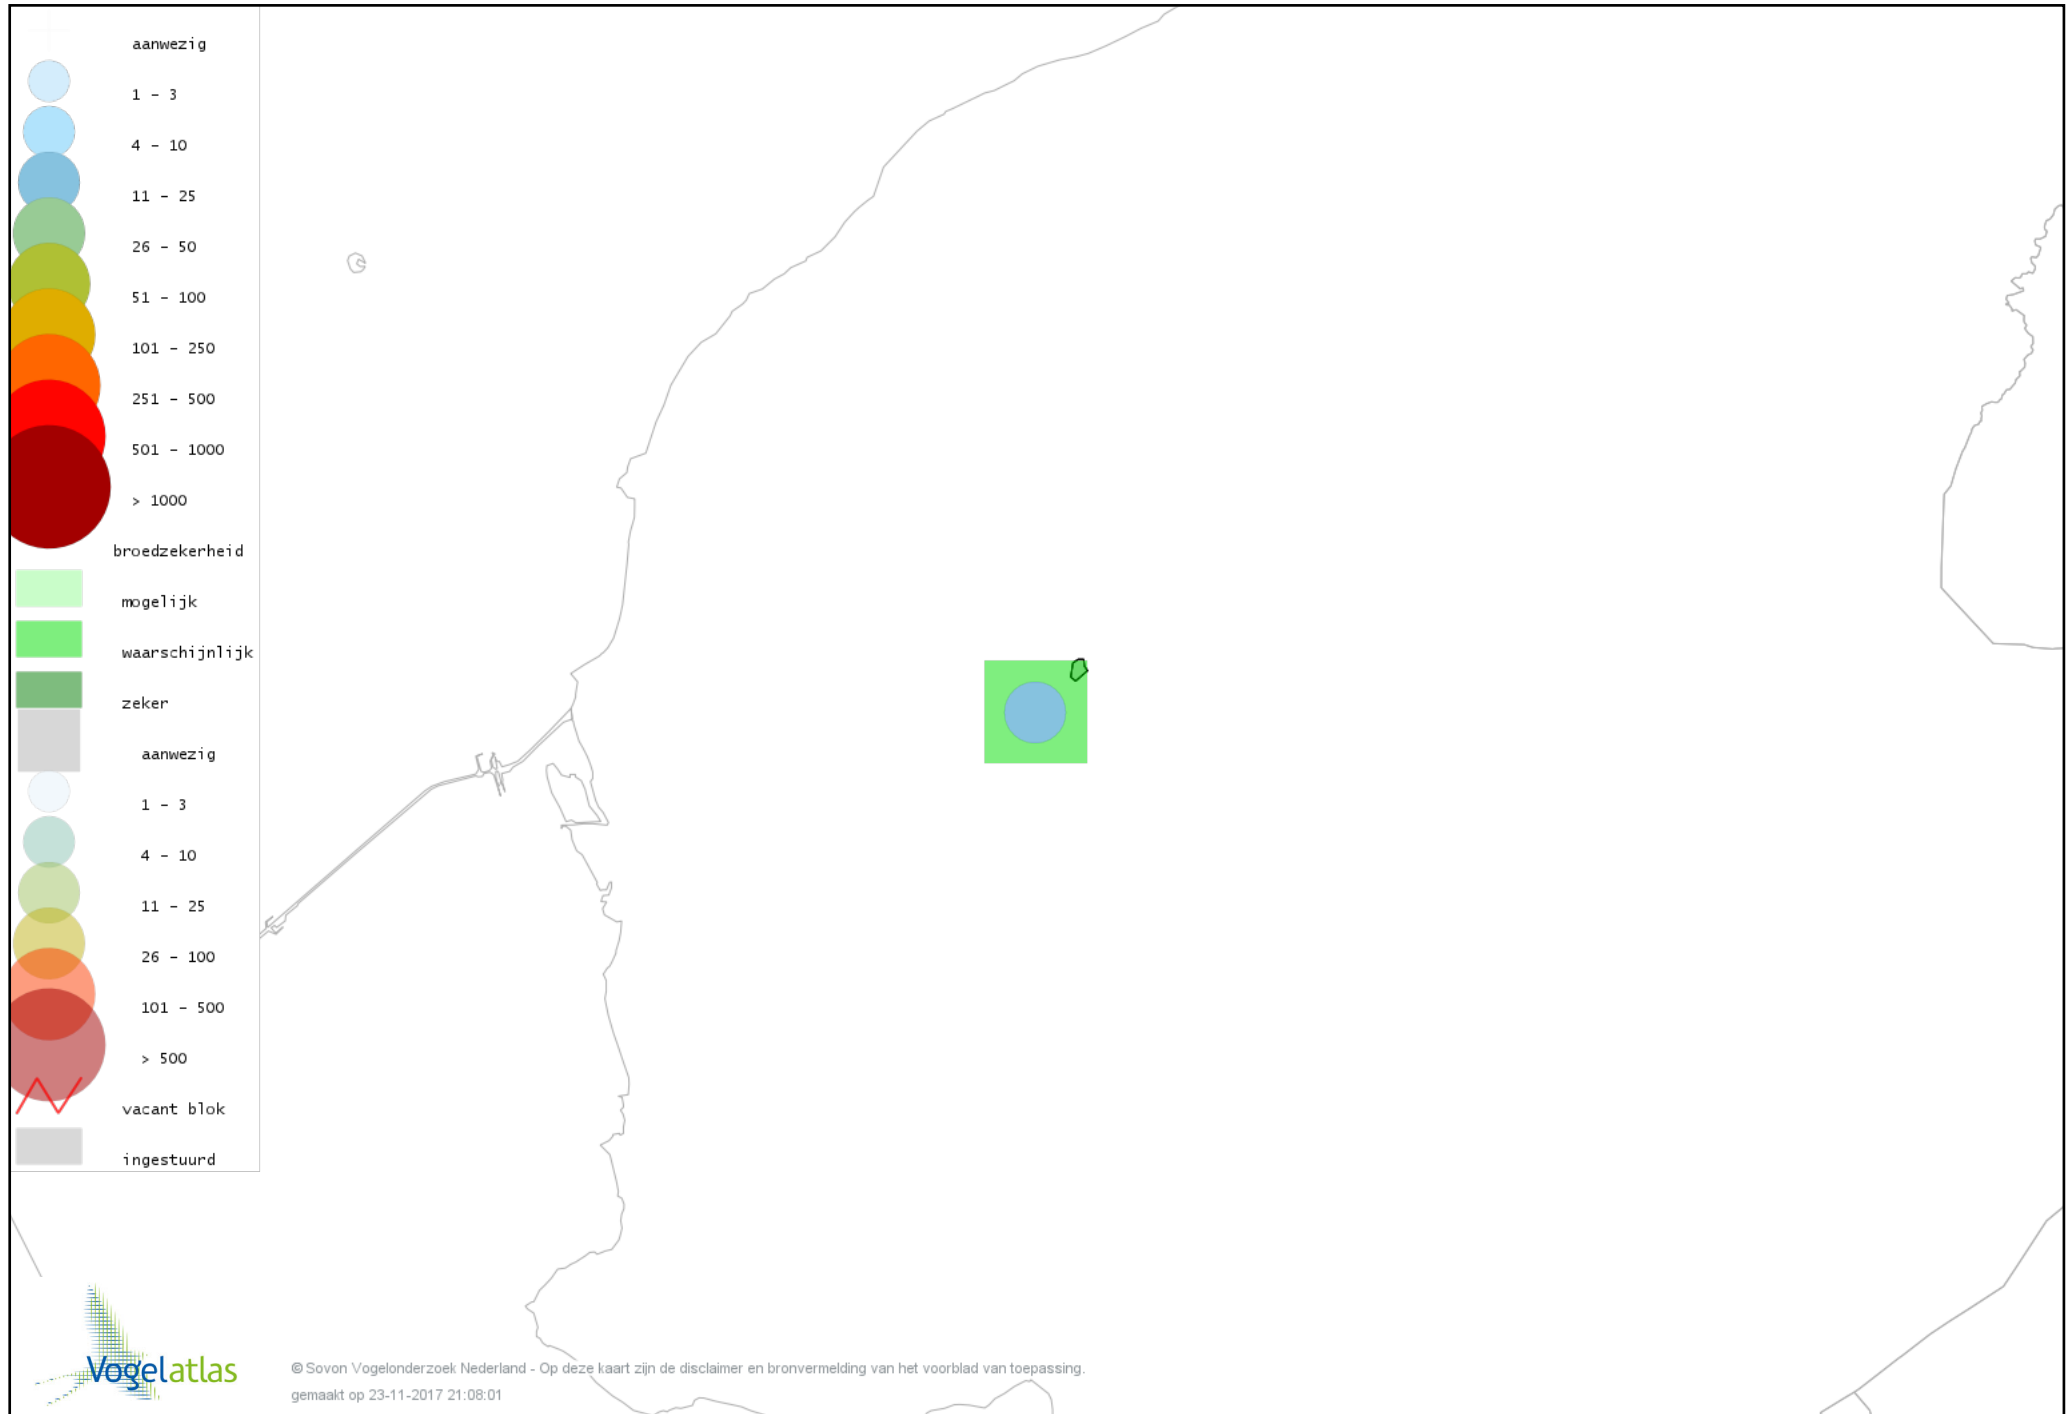 aanwezig
1 - 3
4 - 10
11 - 25
26 - 50
51 - 100
101 - 250
251 - 500
501 - 1000
> 1000
broedzekerheid
mogelijk
waarschijnlijk
zeker
aanwezig
1 - 3
4 - 10
11 - 25
26 - 100
101 - 500
> 500
vacant blok
ingestuurd
Vogelatlas
© Sovon Vogelonderzoek Nederland - Op deze kaart zijn de disclaimer en bronvermelding van het voorblad van toepassing.
gemaakt op 23-11-2017 21:08:01